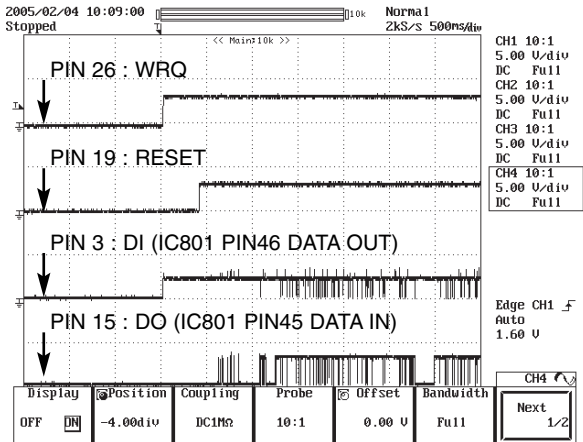 2005/02/04 10:09:00
10k
Normal
Stopped
2kS/s 500ms/div
<< Main:10k >>
CH1 10:1
5.00 V/div
DC Full
CH2 10:1
5.00 V/div
DC Full
CH3 10:1
5.00 V/div
DC Full
CH4 10:1
5.00 V/div
DC Full
PIN 26 : WRQ
PIN 19 : RESET
PIN 3 : DI (IC801 PIN46 DATA OUT)
PIN 15 : DO (IC801 PIN45 DATA IN)
Edge CH1
Auto
1.60 V
CH4
Display
OFF ON
Position
-4.00div
Coupling
DC1MΩ
Probe
10:1
Offset
0.00 V
Bandwidth
Full
Next
1/2